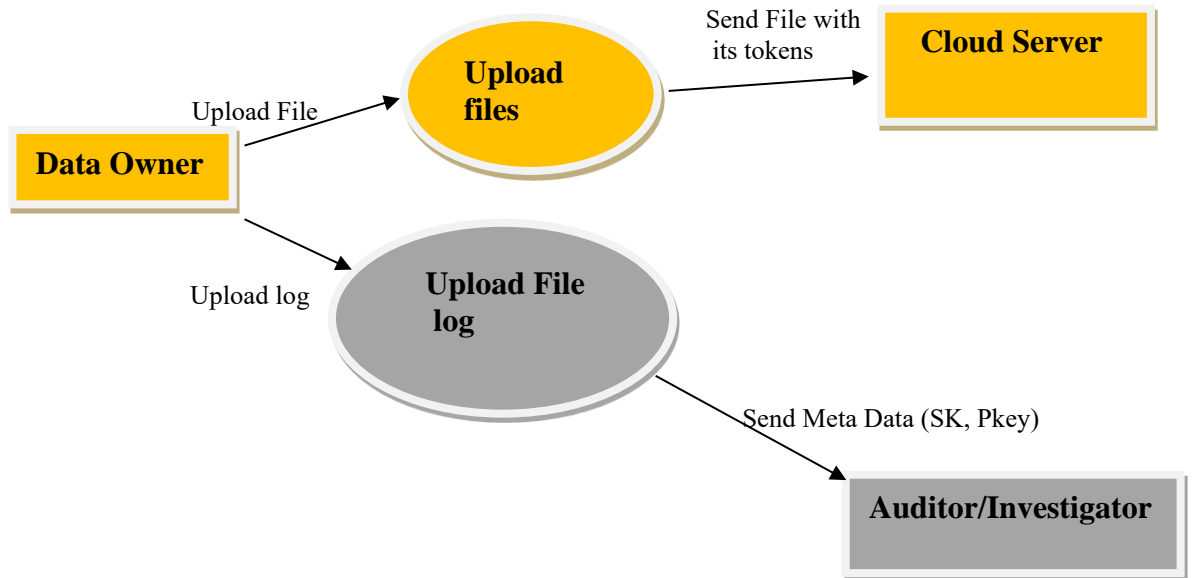 Send File with
its tokens
Cloud Server
Upload
files
Upload File
Data Owner
Upload log
Upload File
log
Send Meta Data (SK, Pkey)
Auditor/Investigator